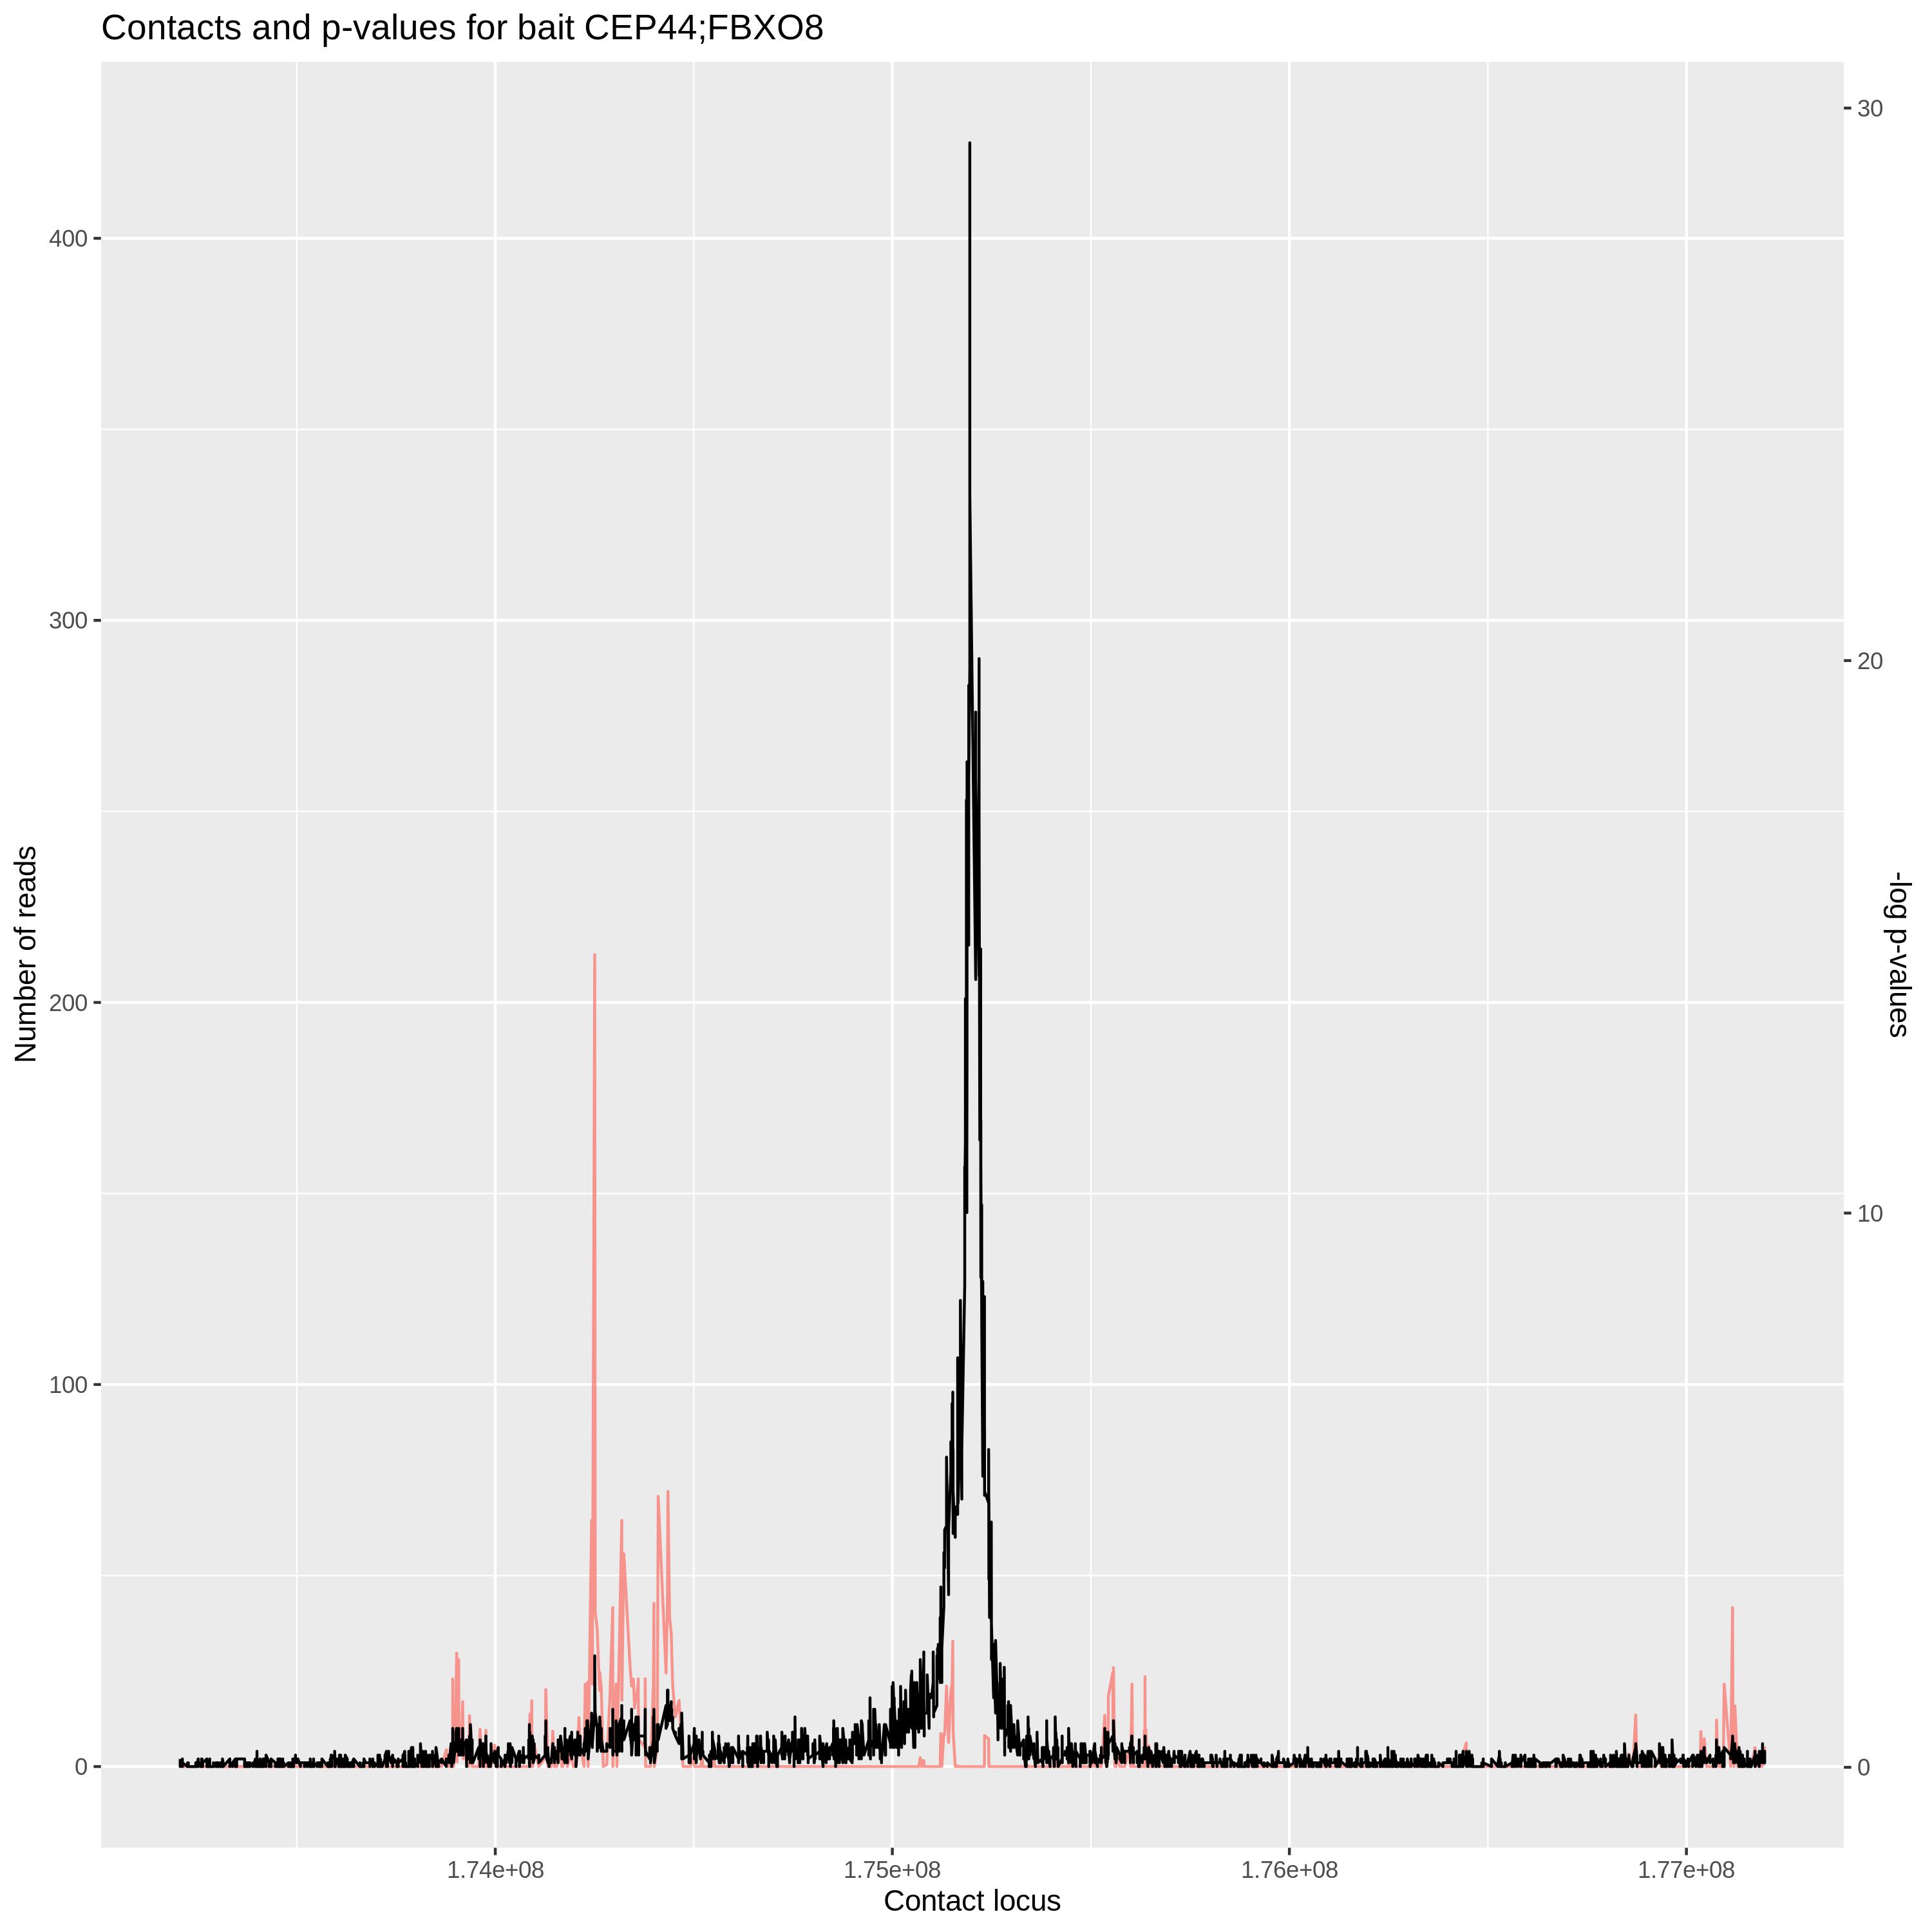 Contacts and p-values for bait CEP44;FBXO8
Number of reads
400
300
200
100
0
30
20
10
0
-log p-values
1.74e+08
1.75e+08
1.76e+08
1.77e+08
Contact locus